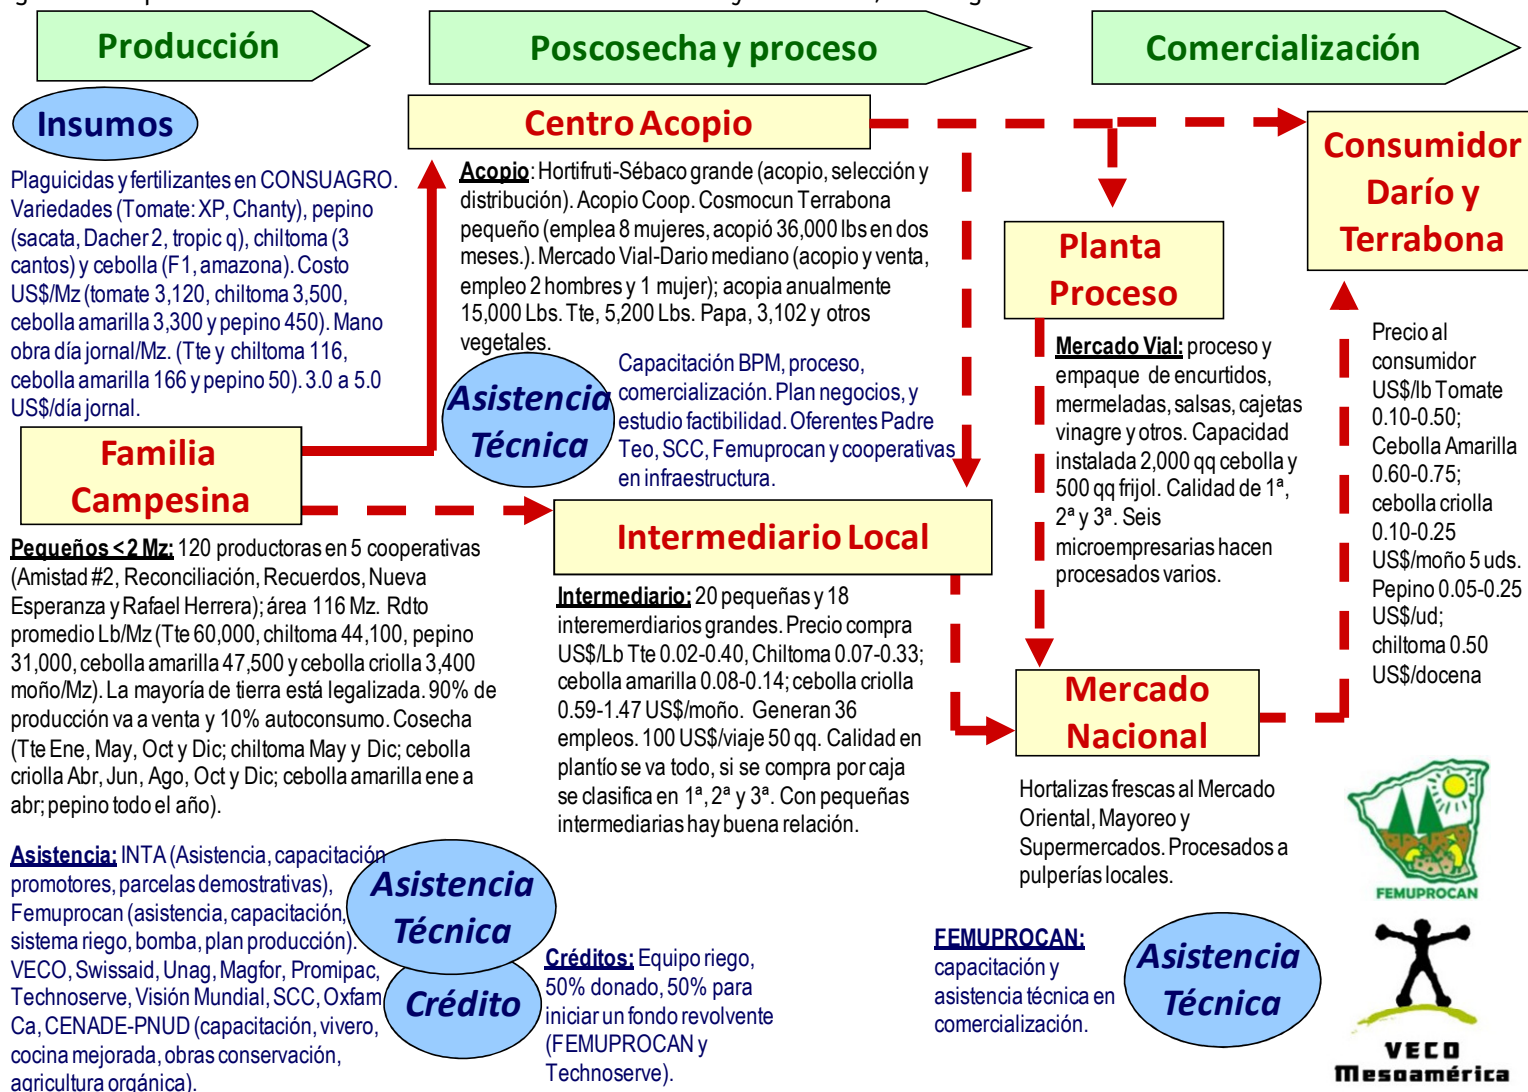 Producción
Poscosecha y proceso
Comercialización
Insumos
Plaguicidas y fertilizantes en CONSUAGRO.
Variedades (Tomate: XP, Chanty), pepino
(sacata, Dacher 2, tropic q), chiltoma (3
cantos) y cebolla (F1, amazona). Costo
US$/Mz (tomate 3,120, chiltoma 3,500,
cebolla amarilla 3,300 y pepino 450). Mano
obra día jornal/Mz. (Tte y chiltoma 116,
cebolla amarilla 166 y pepino 50). 3.0 a 5.0
US$/día jornal.
Familia
Campesina
Pequeños <2 Mz: 120 productoras en 5 cooperativas
(Amistad #2, Reconciliación, Recuerdos, Nueva
Esperanza y Rafael Herrera); área 116 Mz. Rdto
promedio Lb/Mz (Tte 60,000, chiltoma 44,100, pepino
31,000, cebolla amarilla 47,500 y cebolla criolla 3,400
moño/Mz). La mayoría de tierra está legalizada. 90% de
producción va a venta y 10% autoconsumo. Cosecha
(Tte Ene, May, Oct y Dic; chiltoma May y Dic; cebolla
criolla Abr, Jun, Ago, Oct y Dic; cebolla amarilla ene a
abr; pepino todo el año).
Asistencia: INTA (Asistencia, capacitación
promotores, parcelas demostrativas),
Femuprocan (asistencia, capacitación,
sistema riego, bomba, plan producción).
VECO, Swissaid, Unag, Magfor, Promipac,
Technoserve, Visión Mundial, SCC, Oxfam
Ca, CENADE-PNUD (capacitación, vivero,
cocina mejorada, obras conservación,
agricultura orgánica).
Asistencia
Técnica
Crédito
Centro Acopio
Acopio: Hortifruti-Sébaco grande (acopio, selección y
distribución). Acopio Coop. Cosmocun Terrabona
pequeño (emplea 8 mujeres, acopió 36,000 lbs en dos
meses.). Mercado Vial-Dario mediano (acopio y venta,
empleo 2 hombres y 1 mujer); acopia anualmente
15,000 Lbs. Tte, 5,200 Lbs. Papa, 3,102 y otros
vegetales.
Asistencia
Técnica
Capacitación BPM, proceso,
comercialización. Plan negocios, y
estudio factibilidad. Oferentes Padre
Teo, SCC, Femuprocan y cooperativas
en infraestructura.
Intermediario Local
Intermediario: 20 pequeñas y 18
interemerdiarios grandes. Precio compra
US$/Lb Tte 0.02-0.40, Chiltoma 0.07-0.33;
cebolla amarilla 0.08-0.14; cebolla criolla
0.59-1.47 US$/moño. Generan 36
empleos. 100 US$/viaje 50 qq. Calidad en
plantío se va todo, si se compra por caja
se clasifica en 1ª, 2ª y 3ª. Con pequeñas
intermediarias hay buena relación.
Créditos: Equipo riego,
50% donado, 50% para
iniciar un fondo revolvente
(FEMUPROCAN y
Technoserve).
Planta
Proceso
Mercado Vial: proceso y
empaque de encurtidos,
mermeladas, salsas, cajetas
vinagre y otros. Capacidad
instalada 2,000 qq cebolla y
500 qq frijol. Calidad de 1ª,
2ª y 3ª. Seis
microempresarias hacen
procesados varios.
Mercado
Nacional
Hortalizas frescas al Mercado
Oriental, Mayoreo y
Supermercados. Procesados a
pulperías locales.
FEMUPROCAN:
capacitación y
asistencia técnica en
comercialización.
Asistencia
Técnica
Consumidor
Darío y
Terrabona
Precio al
consumidor
US$/lb Tomate
0.10-0.50;
Cebolla Amarilla
0.60-0.75;
cebolla criolla
0.10-0.25
US$/moño 5 uds.
Pepino 0.05-0.25
US$/ud;
chiltoma 0.50
US$/docena
FEMUPROCAN
VECO
Mesoamérica